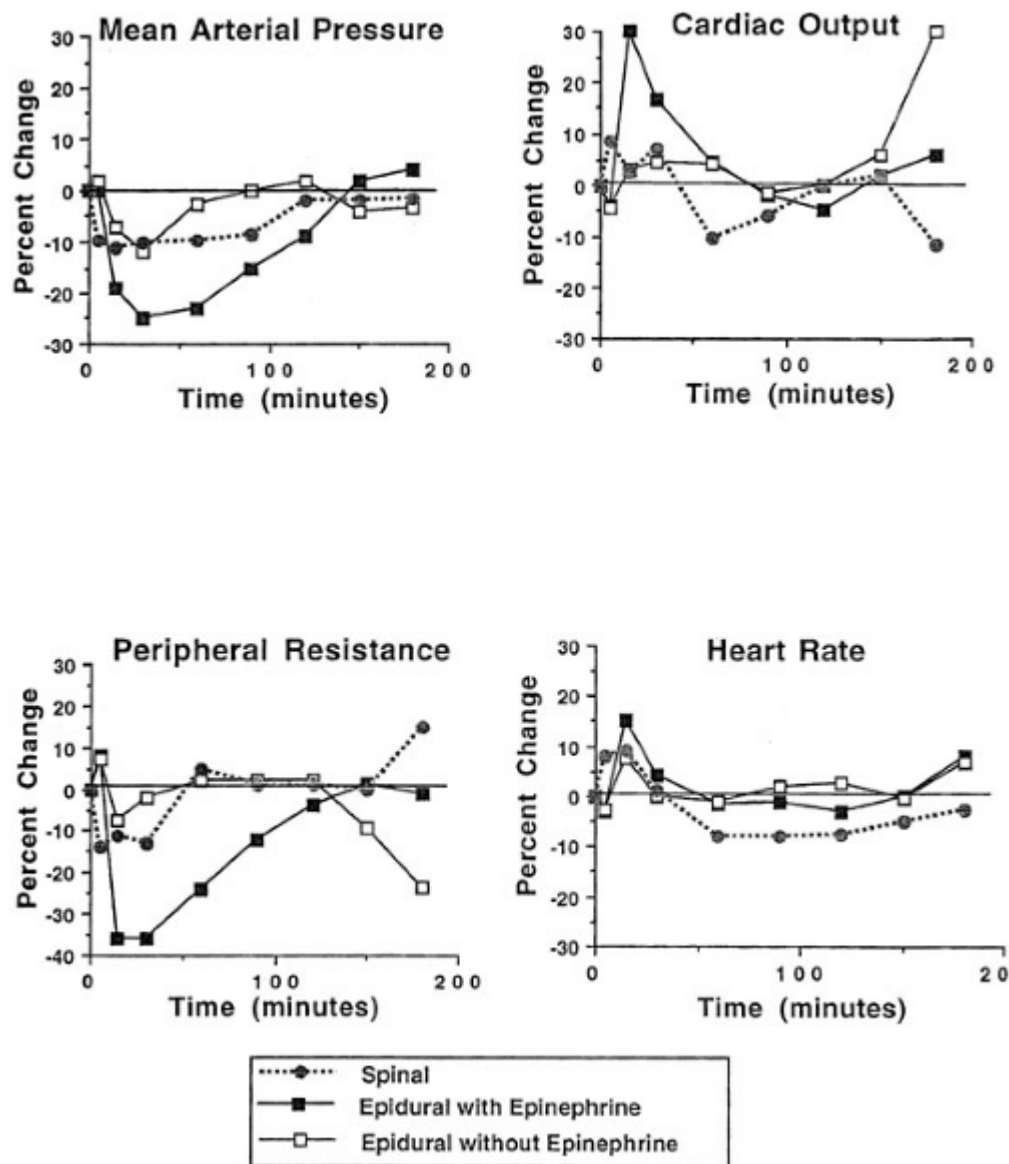 Mean Arterial Pressure
30
20
10
0
-10
-20
-30
Percent Change
0
100
200
Time (minutes)
Cardiac Output
30
20
10
0
-10
-20
-30
Percent Change
0
100
200
Time (minutes)
Peripheral Resistance
30
20
10
0
-10
-20
-30
-40
Percent Change
0
100
200
Time (minutes)
Heart Rate
30
20
10
0
-10
-20
-30
Percent Change
0
100
20
Time (minutes)
Spinal
Epidural with Epinephrine
Epidural without Epinephrine